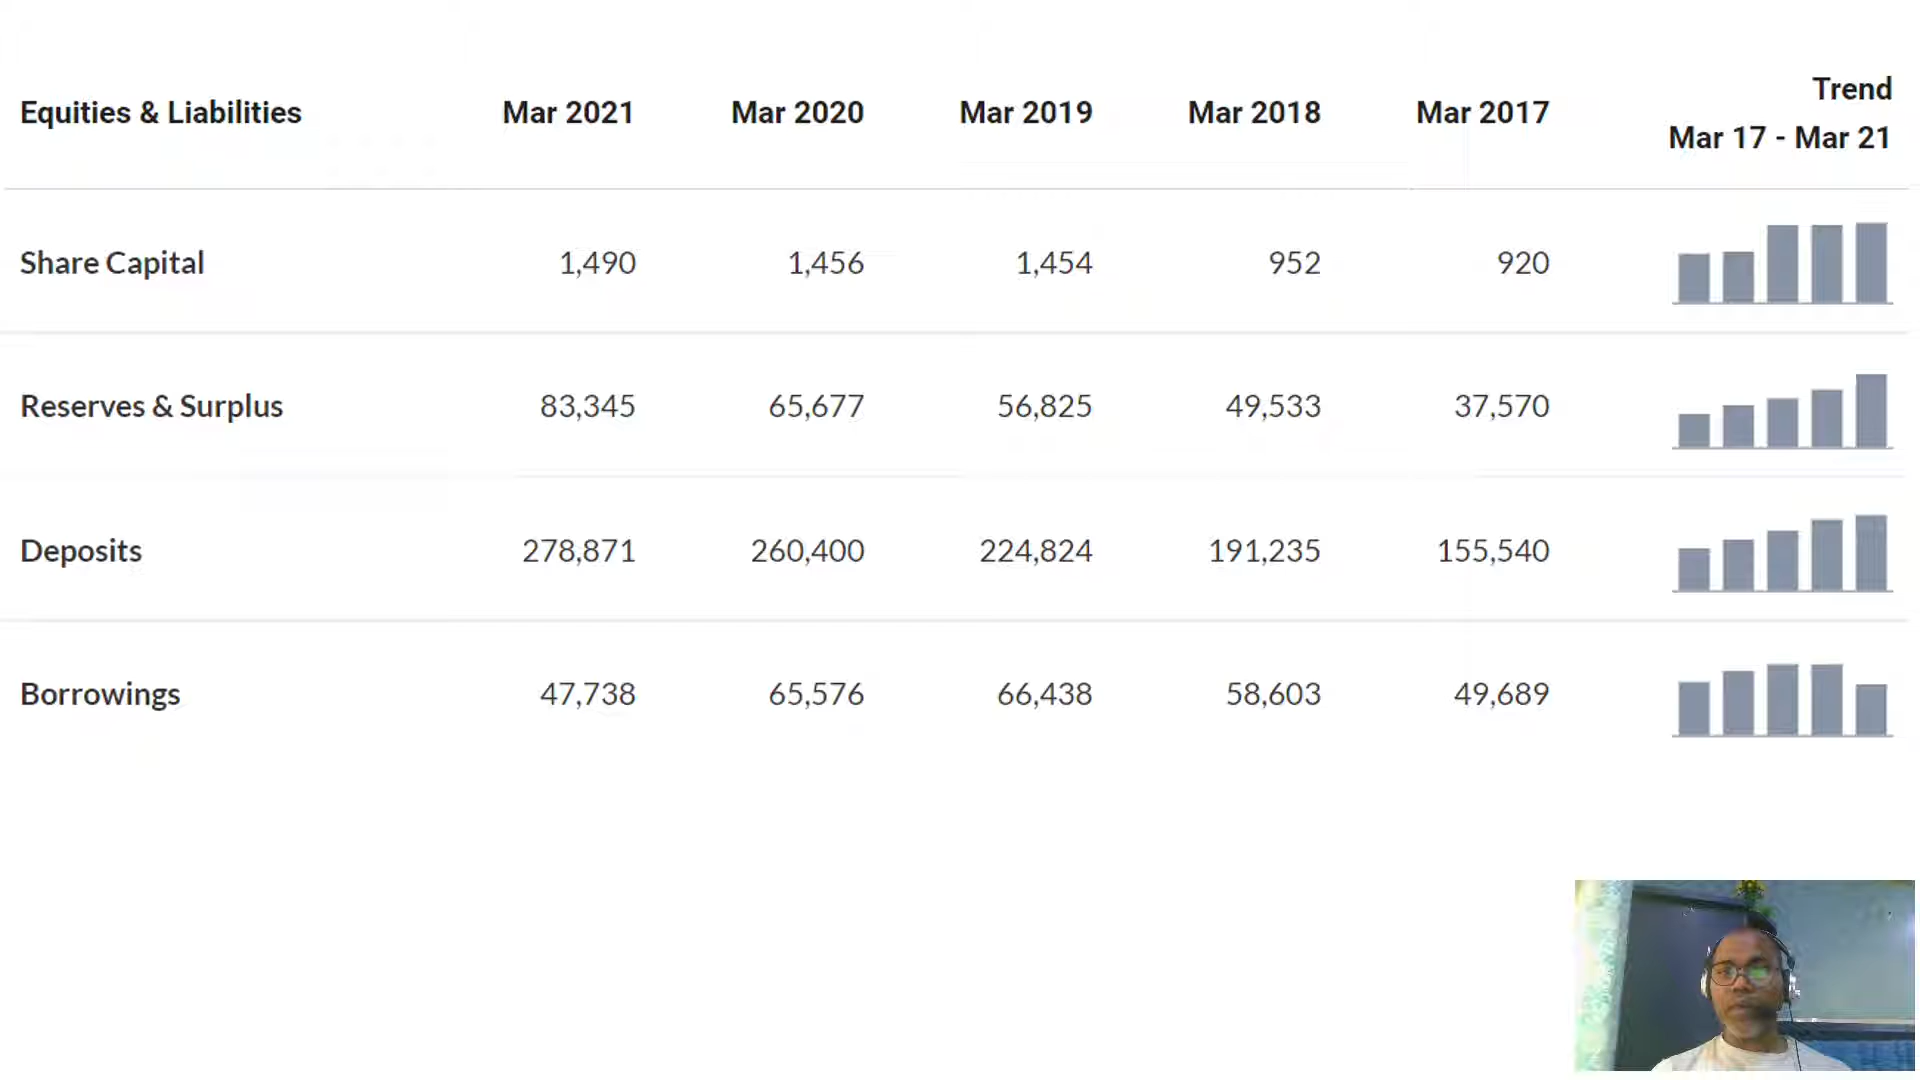 Equities & Liabilities Mar 2021 Mar 2020 Mar 2019 Mar 2018 Mar 2017 Trend Mar 17 - Mar 21
Share Capital 1,490 1,456 1,454 952 920
Reserves & Surplus 83,345 65,677 56,825 49,533 37,570
Deposits 278,871 260,400 224,824 191,235 155,540
Borrowings 47,738 65,576 66,438 58,603 49,689